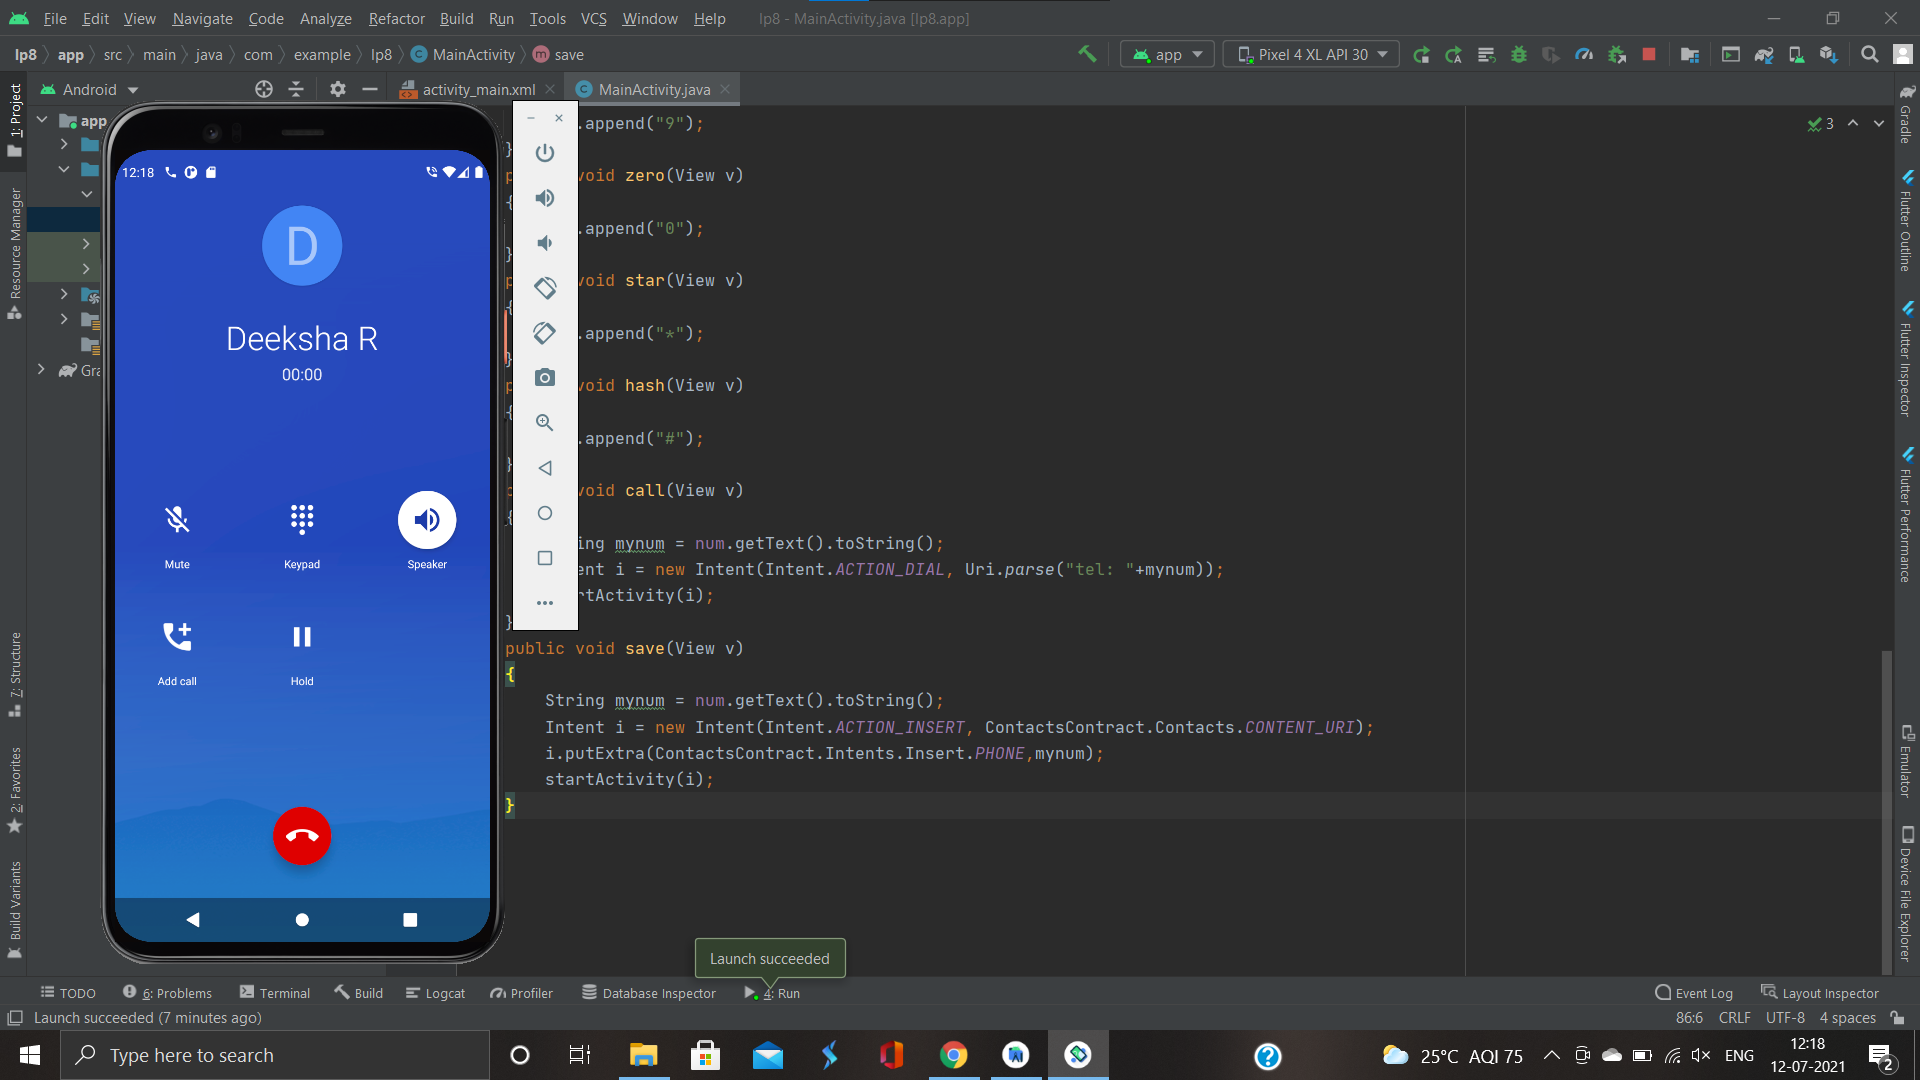 File Edit View Navigate Code Analyze Refactor Build Run Tools VCS Window Help lp8 - MainActivity.java [lp8.app]
lp8 app src main java com example lp8 MainActivity save app Pixel 4 XL API 30
Android activity_main.xml MainActivity.java
1: Project
Resource Manager
7: Structure
2: Favorites
Build Variants
app
Gra
12:18
D
Deeksha R
00:00
Mute Keypad Speaker
Add call Hold
.append("9");
}
void zero(View v)
{
.append("0");
}
void star(View v)
{
.append("*");
}
void hash(View v)
{
.append("#");
}
void call(View v)
{
ing mynum = num.getText().toString();
ent i = new Intent(Intent.ACTION_DIAL, Uri.parse("tel: "+mynum));
rtActivity(i);
}
public void save(View v)
{
String mynum = num.getText().toString();
Intent i = new Intent(Intent.ACTION_INSERT, ContactsContract.Contacts.CONTENT_URI);
i.putExtra(ContactsContract.Intents.Insert.PHONE,mynum);
startActivity(i);
}
3
Gradle
Flutter Outline
Flutter Inspector
Flutter Performance
Emulator
Device File Explorer
Launch succeeded
TODO 6: Problems Terminal Build Logcat Profiler Database Inspector 4: Run Event Log Layout Inspector
Launch succeeded (7 minutes ago) 86:6 CRLF UTF-8 4 spaces
Type here to search 25°C AQI 75 ENG 12:18
12-07-2021 2